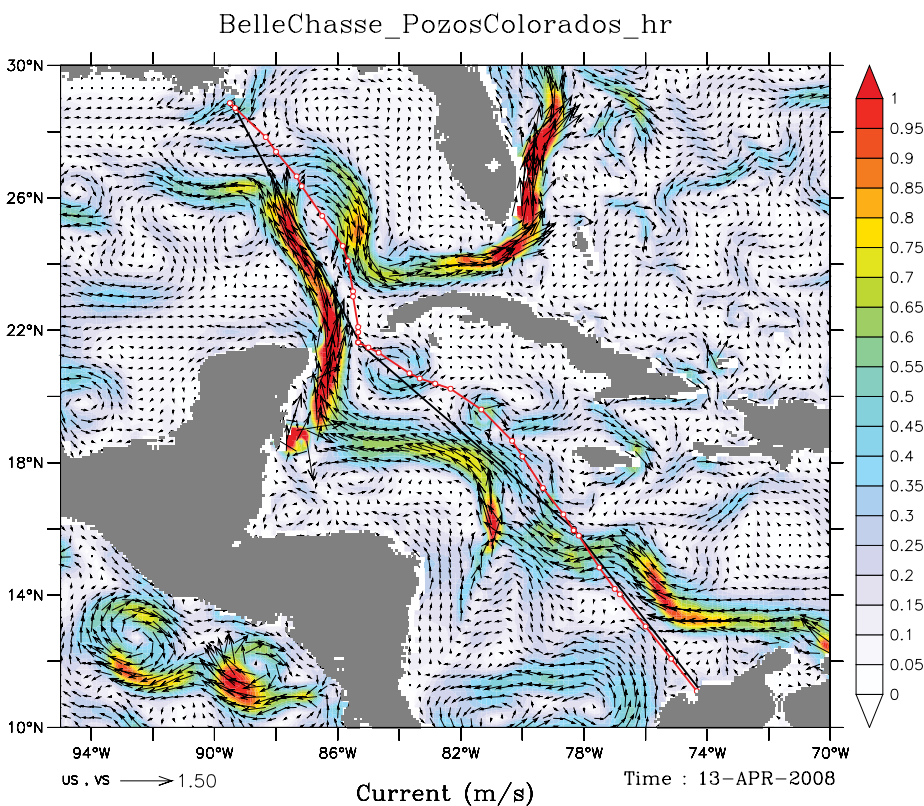 BelleChasse_PozosColorados_hr
30°N
26°N
22°N
18°N
14°N
10°N
94°W 90°W 86°W 82°W 78°W 74°W 70°W
1
0.95
0.9
0.85
0.8
0.75
0.7
0.65
0.6
0.55
0.5
0.45
0.4
0.35
0.3
0.25
0.2
0.15
0.1
0.05
0
US , VS 1.50
Current (m/s)
Time : 13-APR-2008